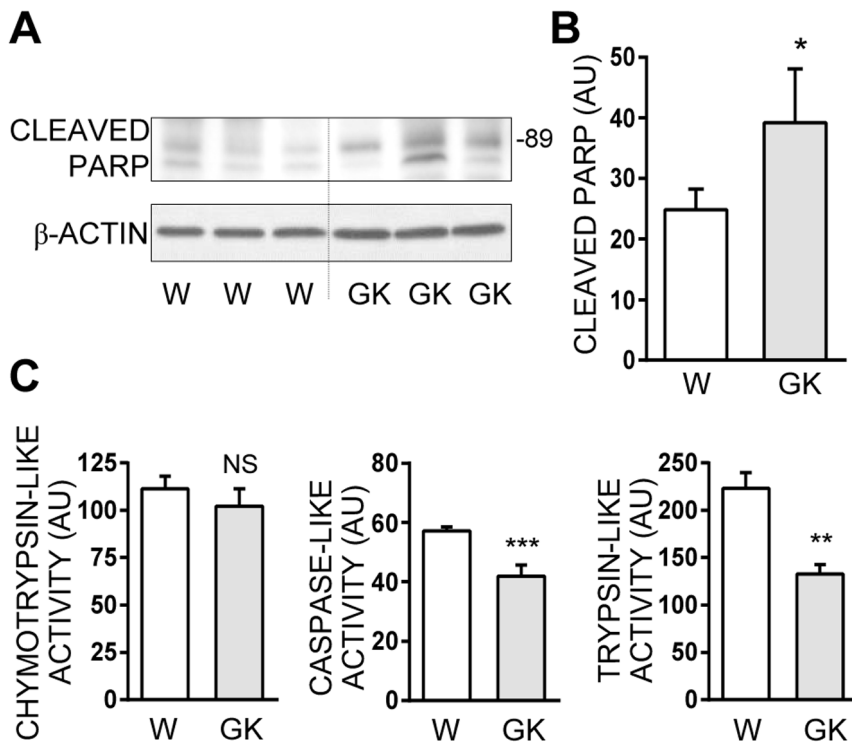 A
CLEAVED
PARP
-89
β-ACTIN
W W W GK GK GK
B
CLEAVED PARP (AU)
50
40
30
20
10
0
*
W GK
C
CHYMOTRYPSIN-LIKE
ACTIVITY (AU)
125
100
75
50
25
0
NS
W GK
CASPASE-LIKE
ACTIVITY (AU)
80
60
40
20
0
***
W GK
TRYPSIN-LIKE
ACTIVITY (AU)
250
200
150
100
50
0
**
W GK